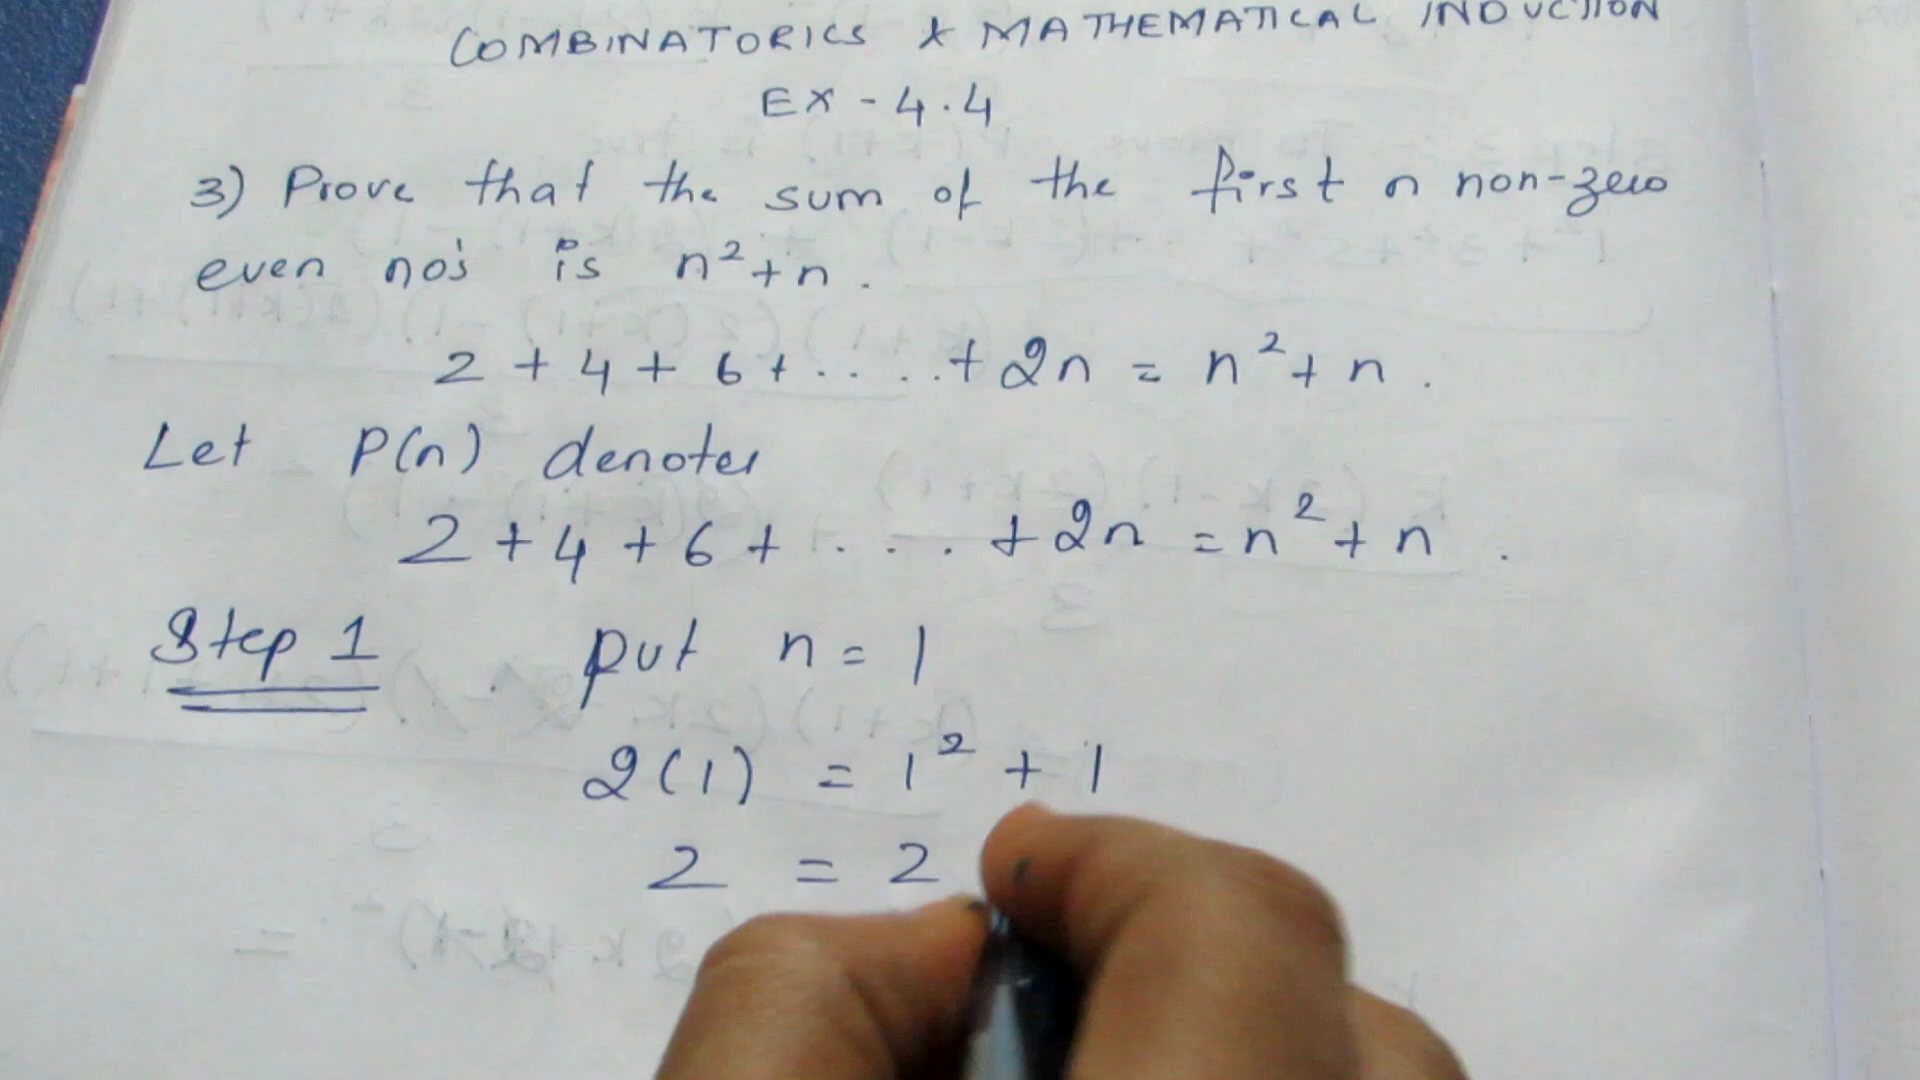 COMBINATORICS & MATHEMATICAL INDUCTION
EX - 4.4
3) Prove that the sum of the first n non-zero
even no's is n² + n.
2 + 4 + 6 + . . . . + 2n = n² + n.
Let P(n) denotes
2 + 4 + 6 + . . . . + 2n = n² + n.
Step 1 put n = 1
2(1) = 1² + 1
2 = 2